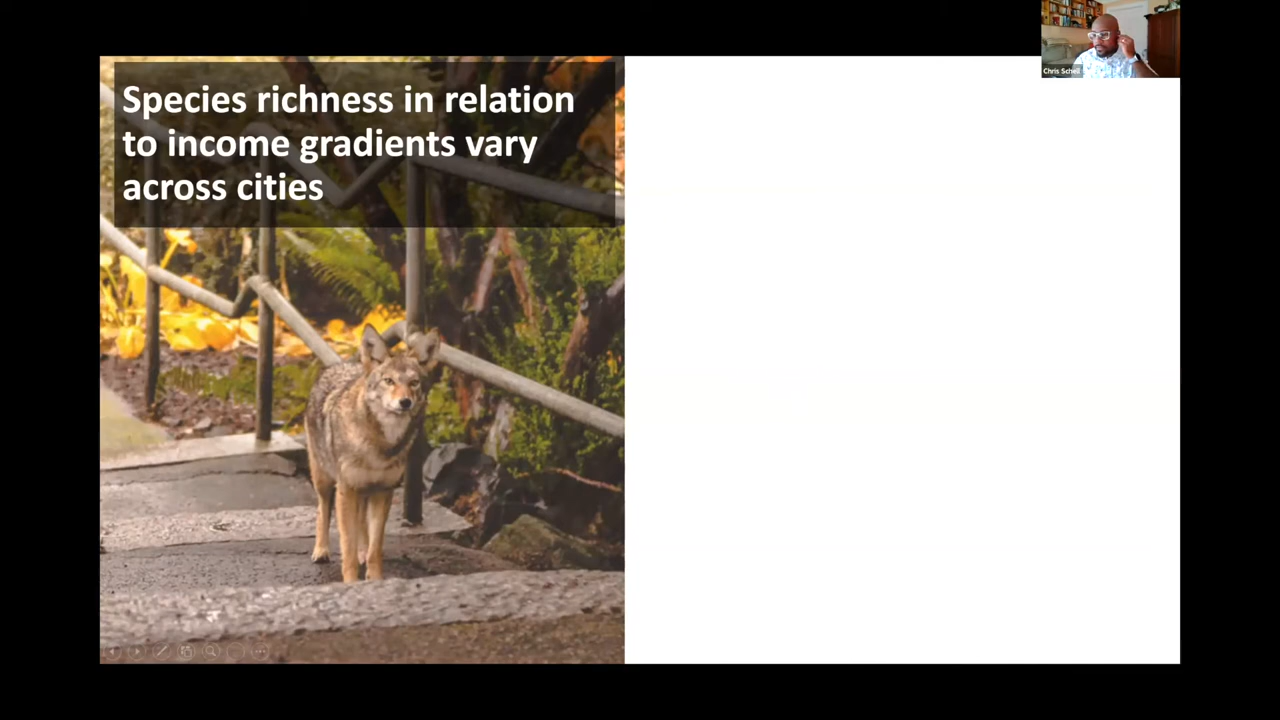 Species richness in relation
to income gradients vary
across cities
Chris Schell